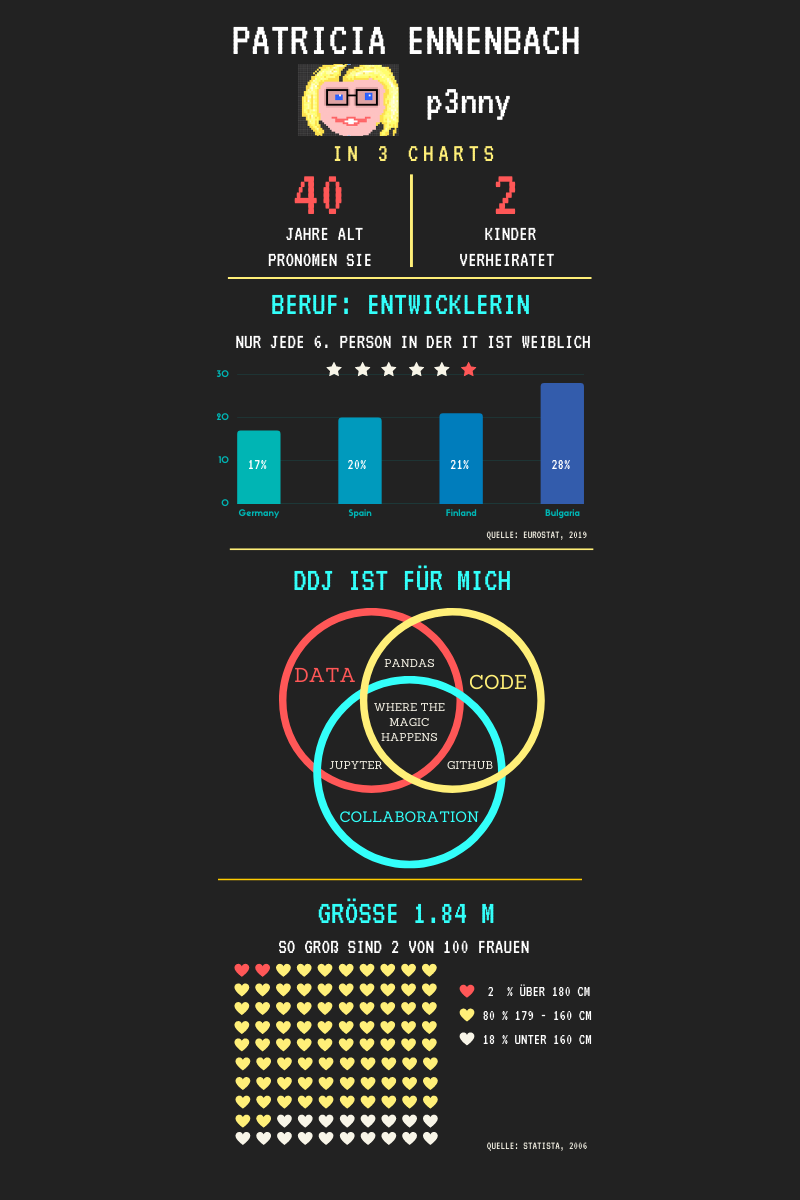 PATRICIA ENNENBACH
p3nny
IN 3 CHARTS
40
JAHRE ALT
PRONOMEN SIE
2
KINDER
VERHEIRATET
BERUF: ENTWICKLERIN
NUR JEDE 6. PERSON IN DER IT IST WEIBLICH
30
20
10
0
17%
20%
21%
28%
Germany
Spain
Finland
Bulgaria
QUELLE: EUROSTAT, 2019
DDJ IST FÜR MICH
DATA
PANDAS
CODE
WHERE THE
MAGIC
HAPPENS
JUPYTER
GITHUB
COLLABORATION
GRÖSSE 1.84 M
SO GROß SIND 2 VON 100 FRAUEN
2 % ÜBER 180 CM
80 % 179 - 160 CM
18 % UNTER 160 CM
QUELLE: STATISTA, 2006